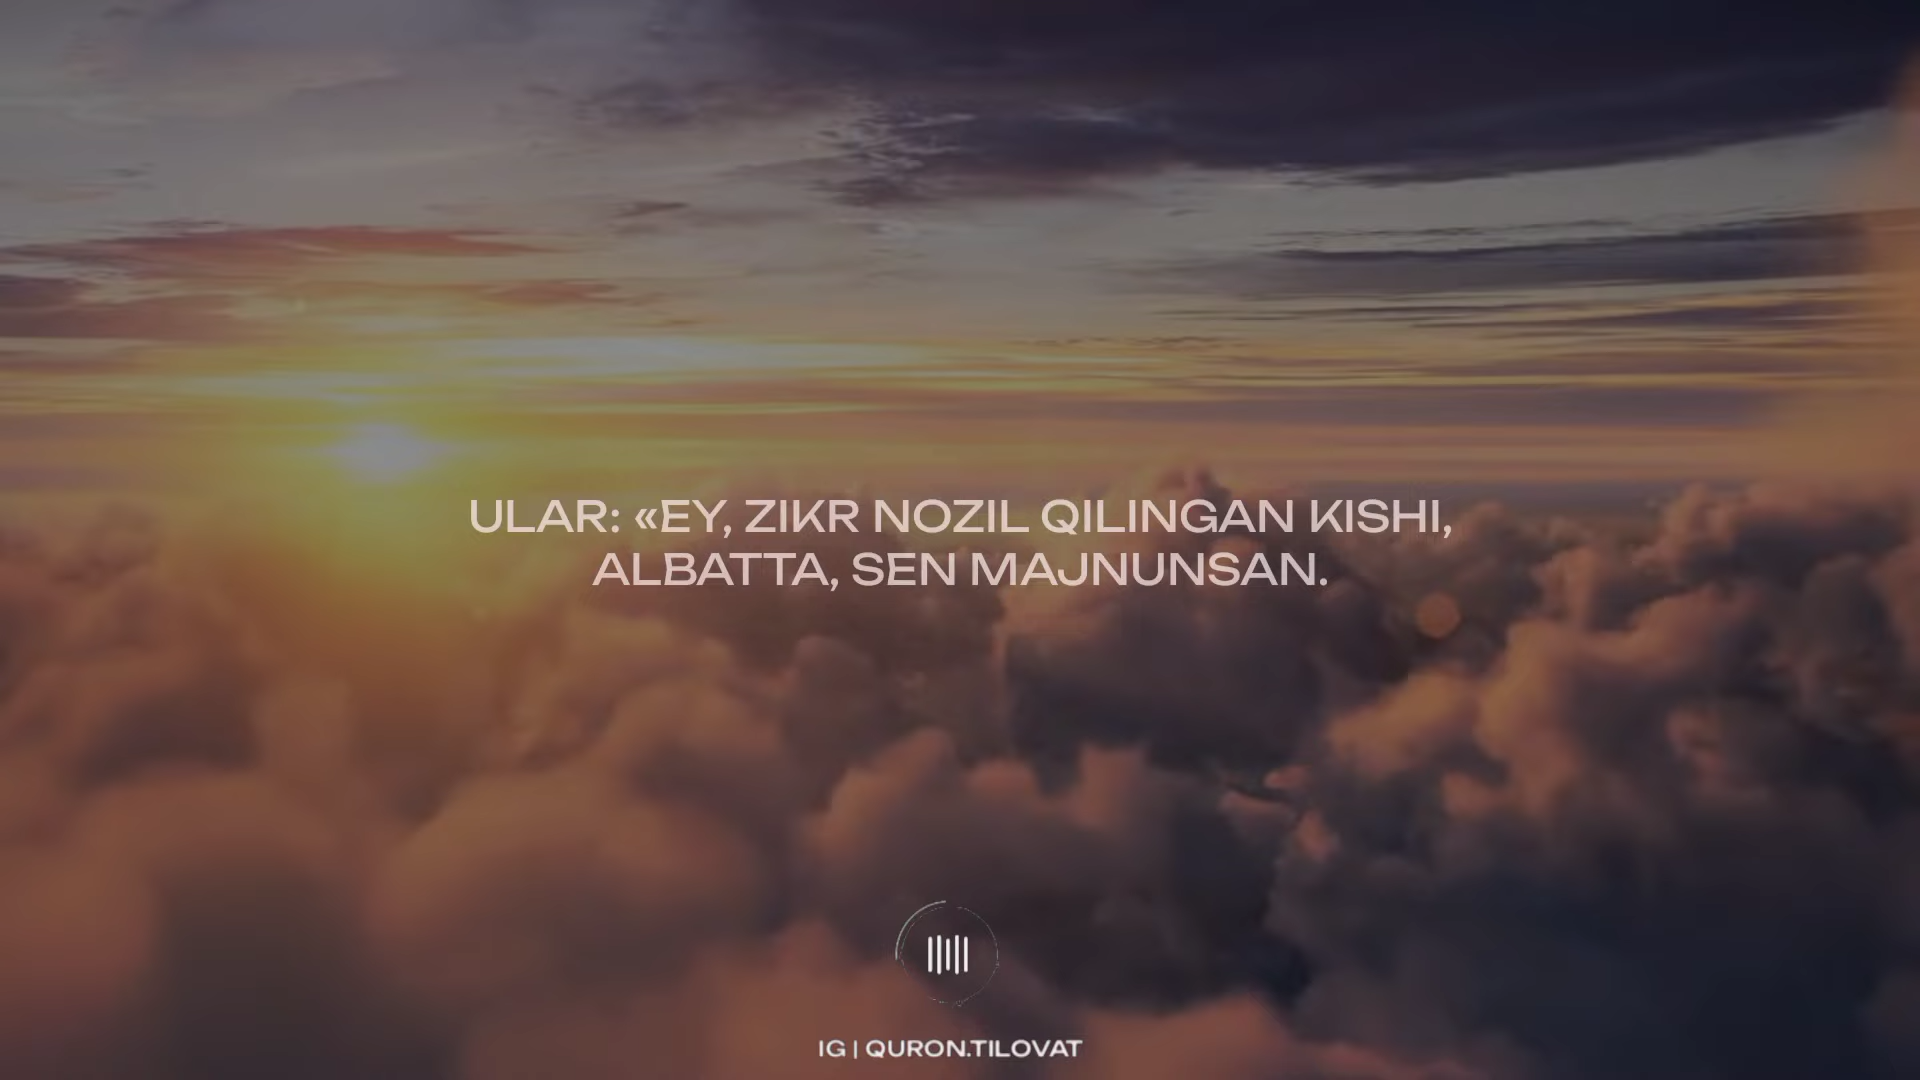 ULAR: «EY, ZIKR NOZIL QILINGAN KISHI,
ALBATTA, SEN MAJNUNSAN.
IG | QURON.TILOVAT